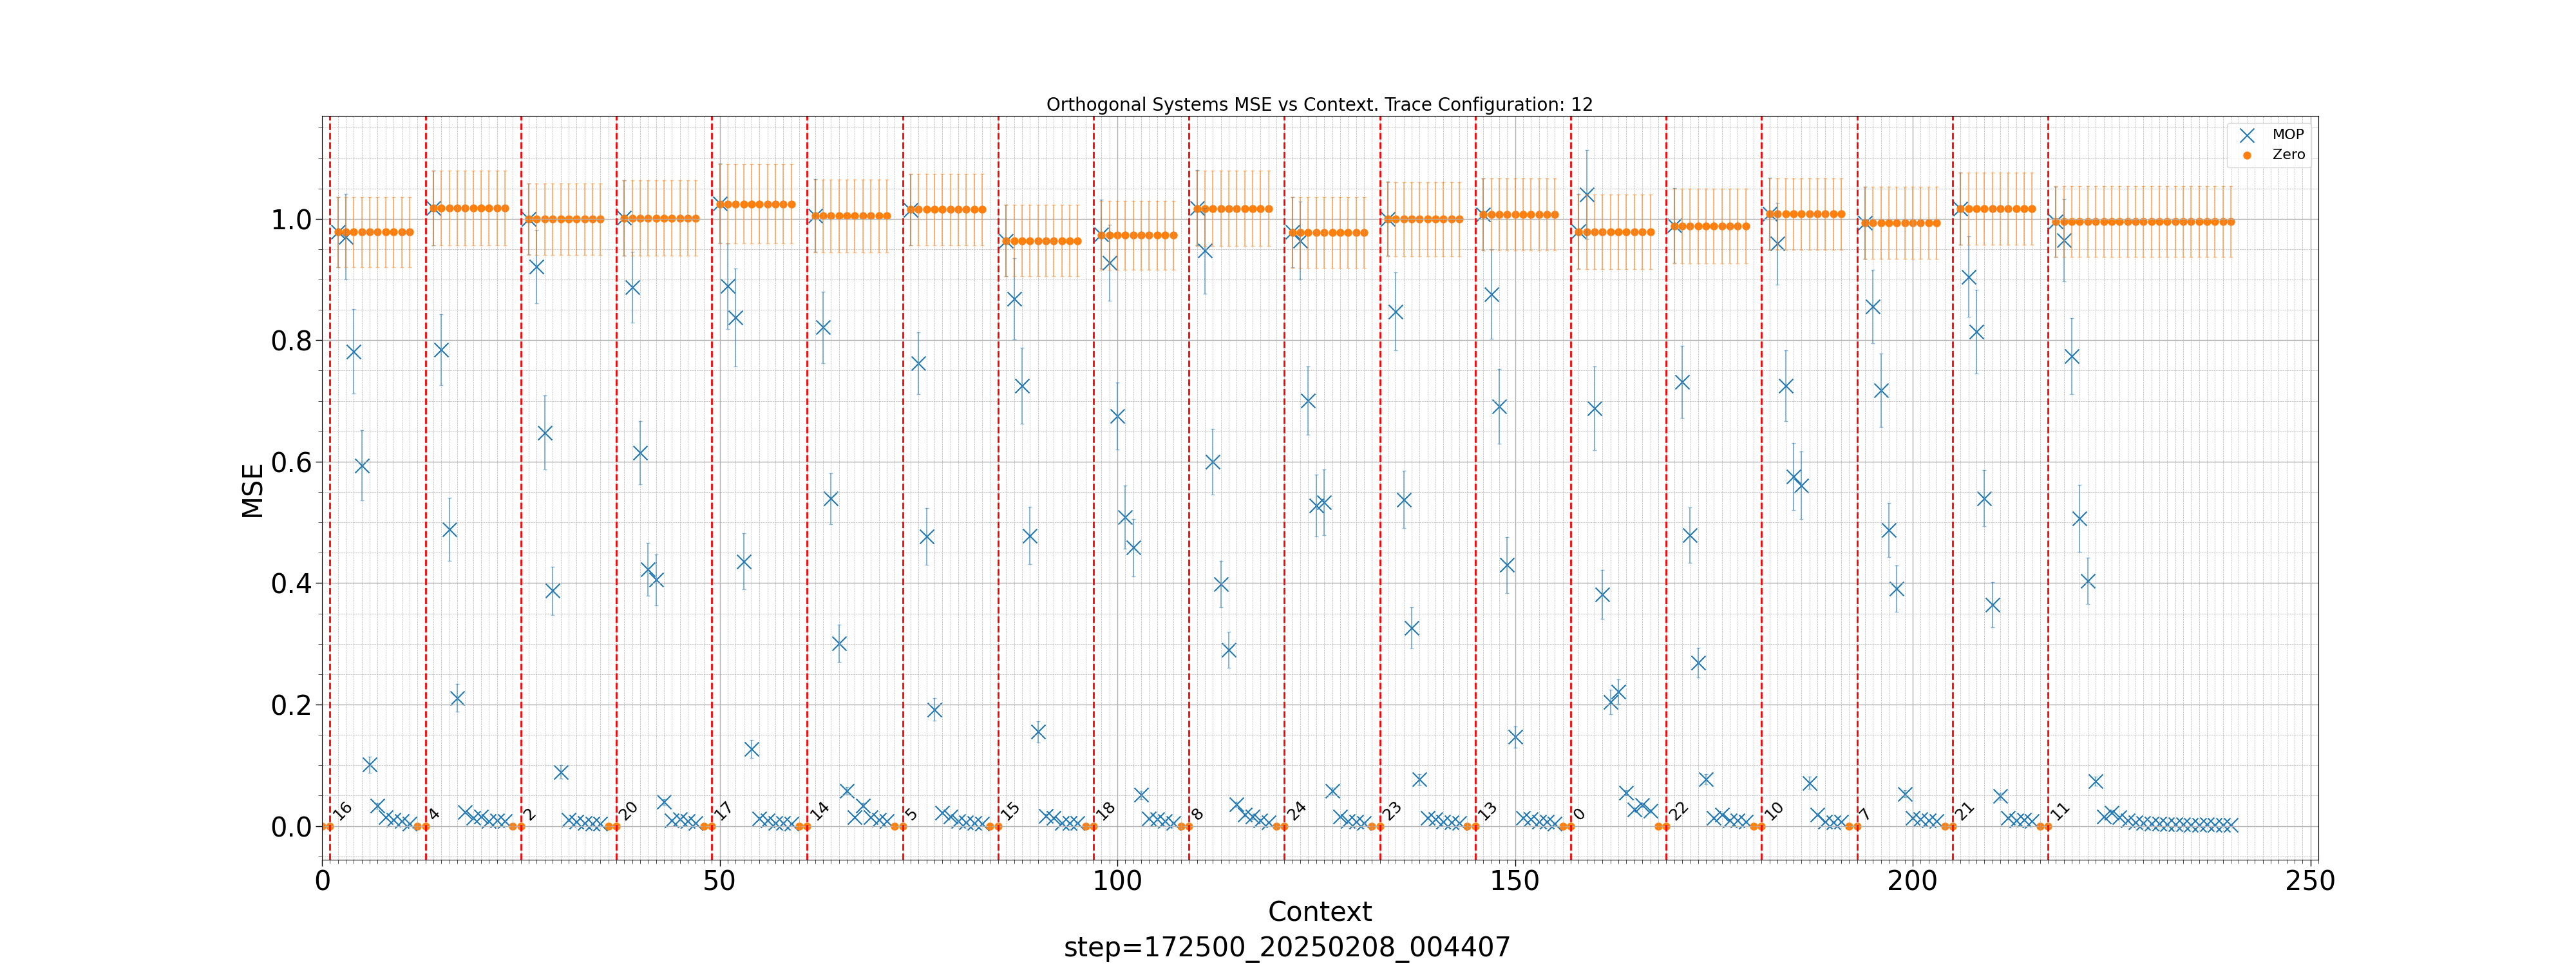 Orthogonal Systems MSE vs Context. Trace Configuration: 12
MOP
Zero
MSE
1.0
0.8
0.6
0.4
0.2
0.0
16 4 2 20 17 14 5 15 18 8 24 23 13 0 22 10 7 21 11
0 50 100 150 200 250
Context
step=172500_20250208_004407